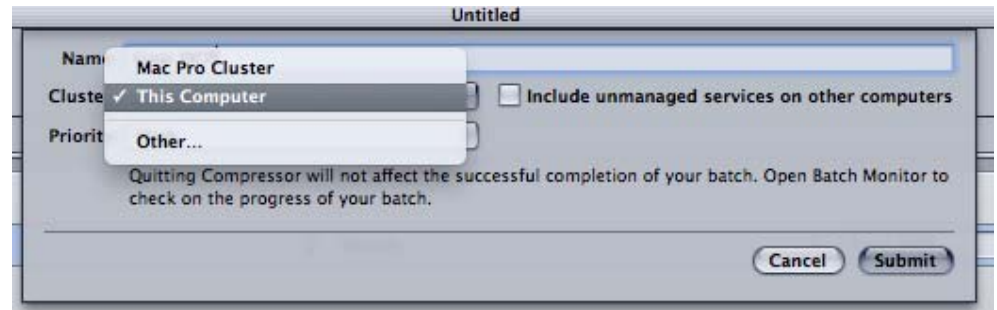 Untitled
Name
Mac Pro Cluster
Cluste ✓ This Computer
Include unmanaged services on other computers
Priorit
Other...
Quitting Compressor will not affect the successful completion of your batch. Open Batch Monitor to
check on the progress of your batch.
Cancel
Submit